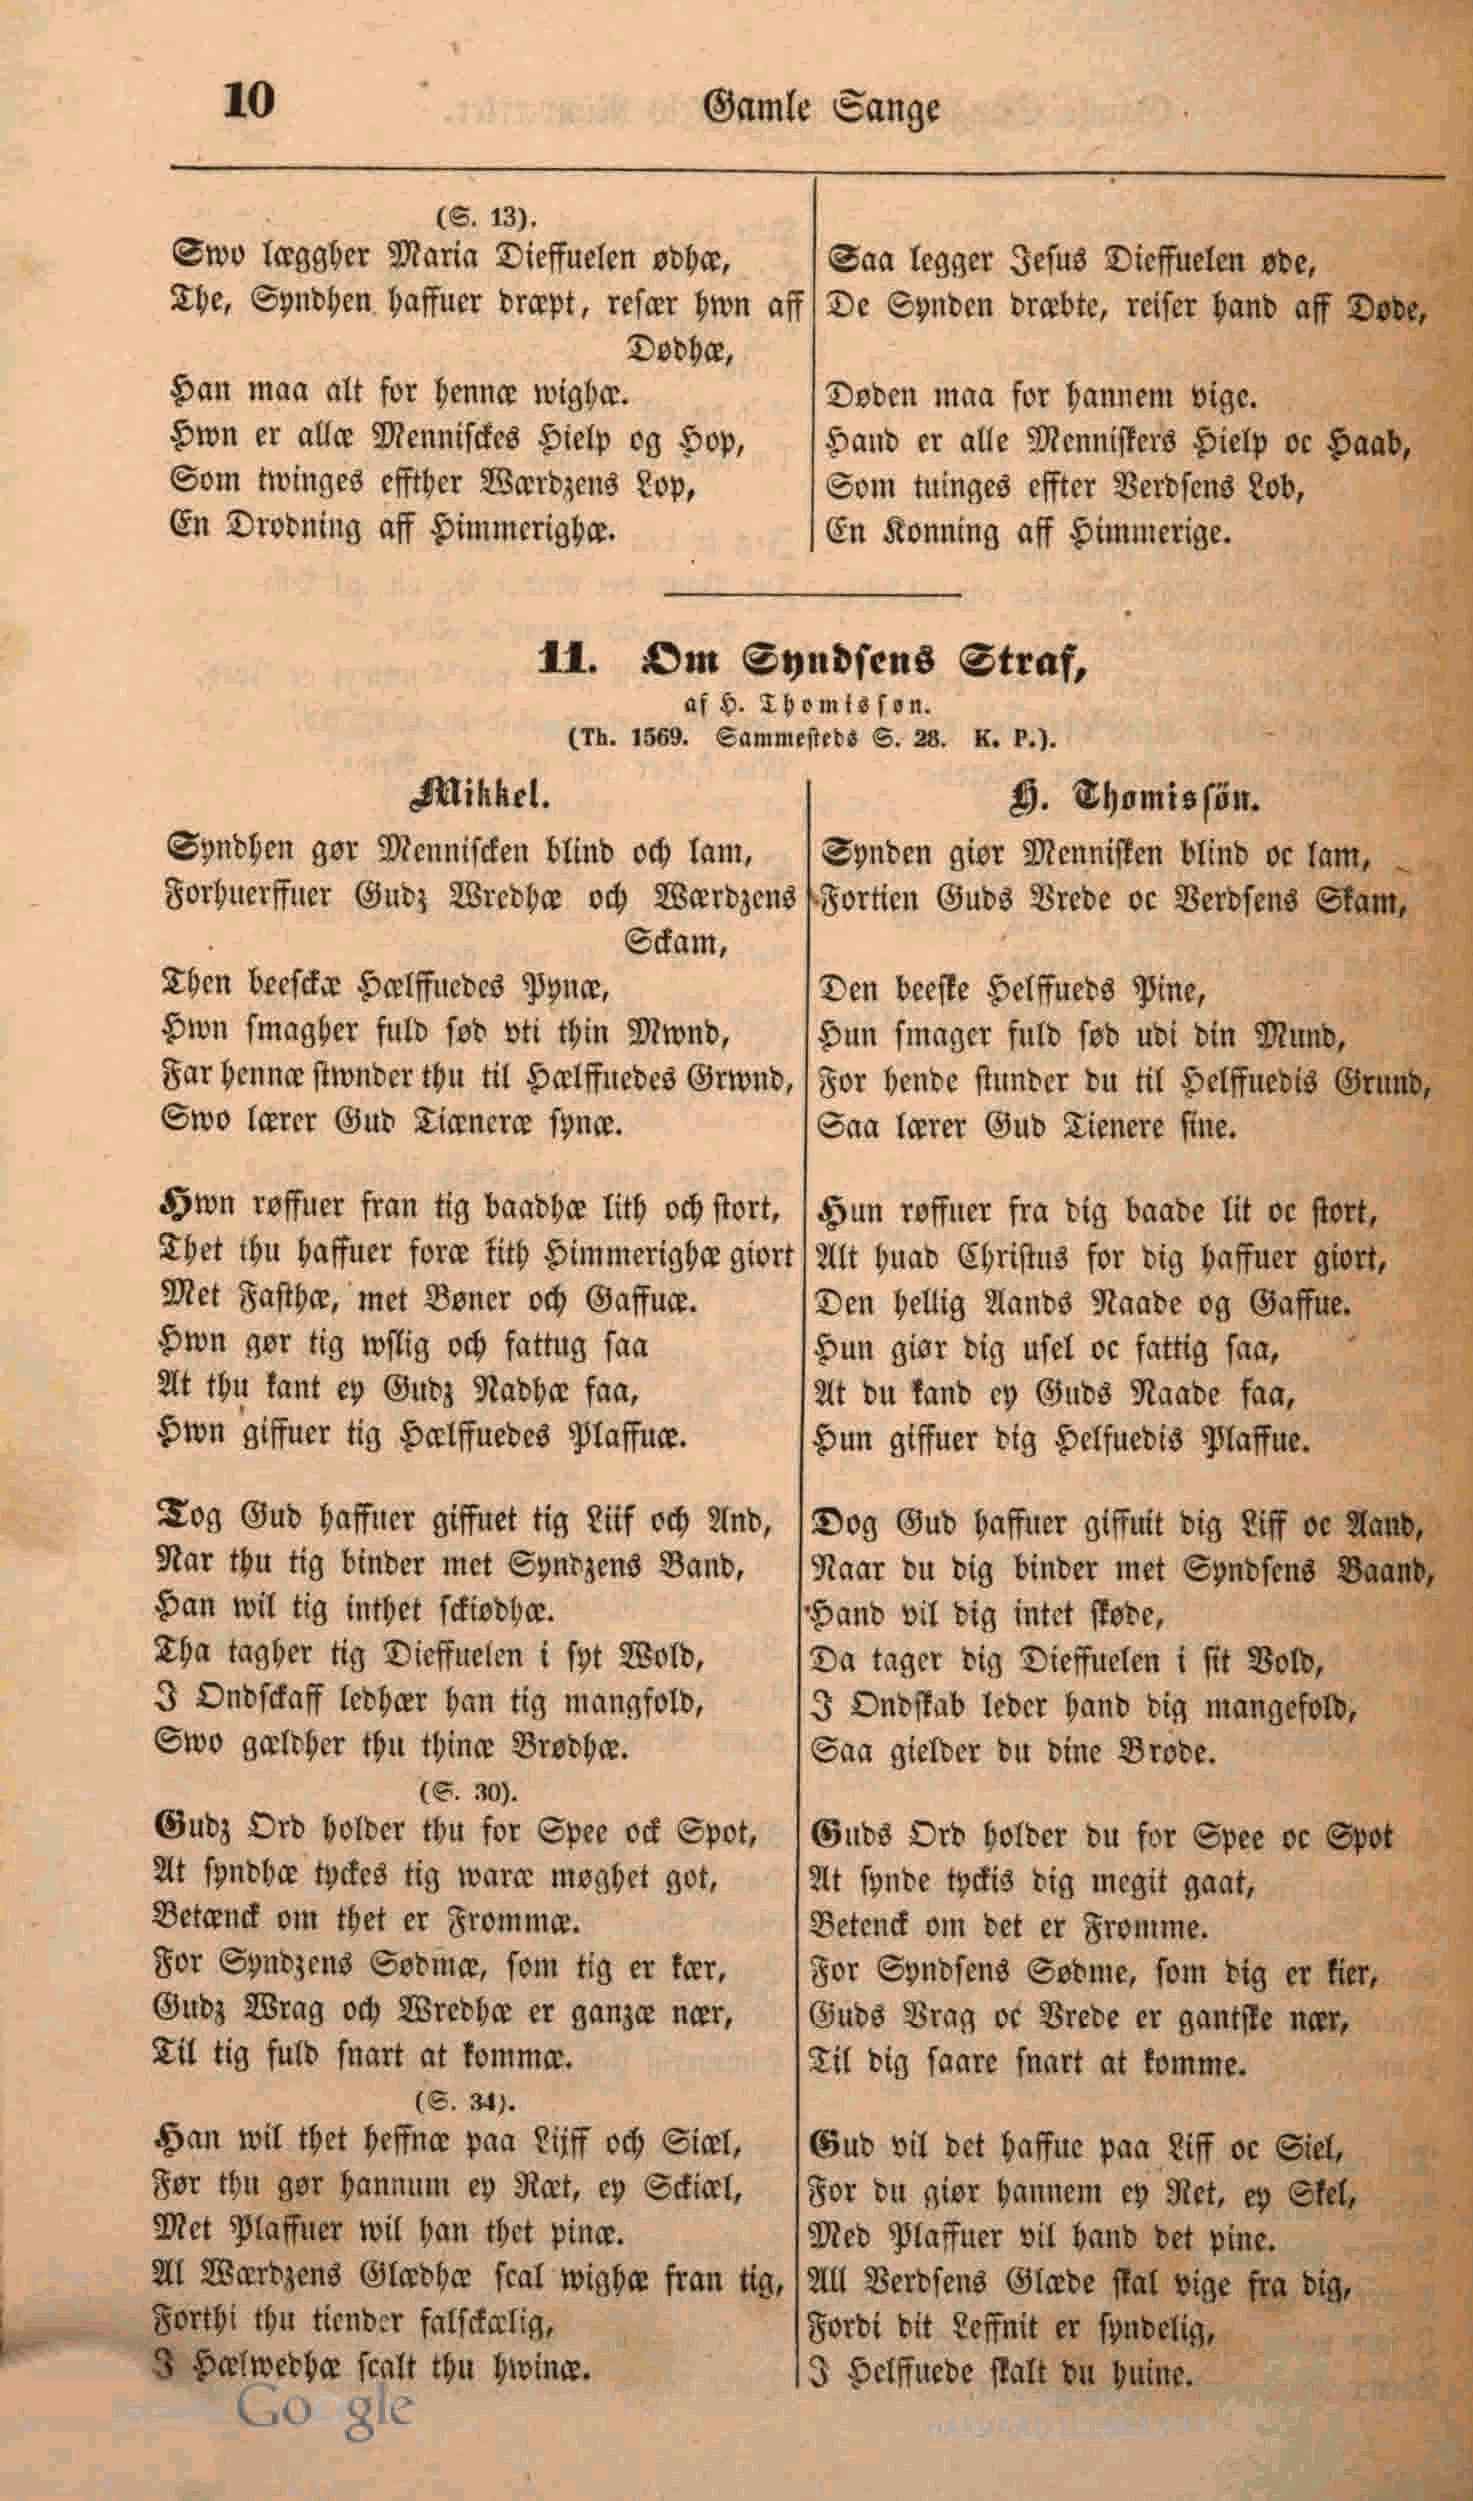 10
Gamle Sange
(S. 13).
Swo læggher Maria Dieffuelen ødhæ,
The, Syndhen haffuer dræpt, resær hwn aff
Dødhæ,
Han maa alt for hennæ wighæ.
Hwn er allæ Mennisckes Hielp og Hop,
Som twinges effther Wærdzens Lop,
En Drodning aff Himmerighæ.
Saa legger Jesus Dieffuelen øde,
De Synden dræbte, reiser hand aff Døde,
Døden maa for hannem vige.
Hand er alle Menniskers Hielp oc Haab,
Som tuinges effter Verdsens Lob,
En Konning aff Himmerige.
11. Om Syndsens Straf,
af H. Thomissøn.
(Th. 1569. Sammesteds S. 28. K. P.).
Mikkel.
Syndhen gør Menniscken blind och lam,
Forhuerffuer Gudz Wredhæ och Wærdzens
Sckam,
Then beesckæ Hælffuedes Pynæ,
Hwn smagher fuld sød vti thin Mwnd,
Far hennæ stwnder thu til Hælffuedes Grwnd,
Swo lærer Gud Tiæneræ synæ.
Hwn røffuer fran tig baadhæ lith och stort,
Thet thu haffuer foræ kith Himmerighæ giort
Met Fasthæ, met Bøner och Gaffuæ.
Hwn gør tig wslig och fattug saa
At thu kant ey Gudz Nadhæ faa,
Hwn giffuer tig Hælffuedes Plaffuæ.
Tog Gud haffuer giffuet tig Liif och And,
Nar thu tig binder met Syndzens Band,
Han wil tig inthet sckiødhæ.
Tha tagher tig Dieffuelen i syt Wold,
I Ondsckaff ledhær han tig mangfold,
Swo gældher thu thinæ Brødhæ.
(S. 30).
Gudz Ord holder thu for Spee ock Spot,
At syndhæ tyckes tig waræ møghet got,
Betænck om thet er Frommæ.
For Syndzens Sødmæ, som tig er kær,
Gudz Wrag och Wredhæ er ganzæ nær,
Til tig fuld snart at kommæ.
(S. 34).
Han wil thet heffnæ paa Lijff och Siæl,
Før thu gør hannum ey Ræt, ey Sckiæl,
Met Plaffuer wil han thet pinæ.
Al Wærdzens Glædhæ scal wighæ fran tig,
Forthi thu tiender falsckælig,
I Hælwedhæ scalt thu hwinæ.
H. Thomissön.
Synden giør Mennisken blind oc lam,
Fortien Guds Vrede oc Verdsens Skam,
Den beeske Helffueds Pine,
Hun smager fuld sød udi din Mund,
For hende stunder du til Helffuedis Grund,
Saa lærer Gud Tienere sine.
Hun røffuer fra dig baade lit oc stort,
Alt huad Christus for dig haffuer giort,
Den hellig Aands Naade og Gaffue.
Hun giør dig usel oc fattig saa,
At du kand ey Guds Naade faa,
Hun giffuer dig Helfuedis Plaffue.
Dog Gud haffuer giffuit dig Liff oc Aand,
Naar du dig binder met Syndsens Baand,
Hand vil dig intet skøde,
Da tager dig Dieffuelen i sit Vold,
I Ondskab leder hand dig mangefold,
Saa gielder du dine Brøde.
Guds Ord holder du for Spee oc Spot
At synde tyckis dig megit gaat,
Betenck om det er Fromme.
For Syndsens Sødme, som dig er kier,
Guds Vrag oc Vrede er gantske nær,
Til dig saare snart at komme.
Gud vil det haffue paa Liff oc Siel,
For du giør hannem ey Ret, ey Skel,
Med Plaffuer vil hand det pine.
All Verdsens Glæde skal vige fra dig,
Fordi dit Leffnit er syndelig,
I Helffuede skalt du huine.
Google